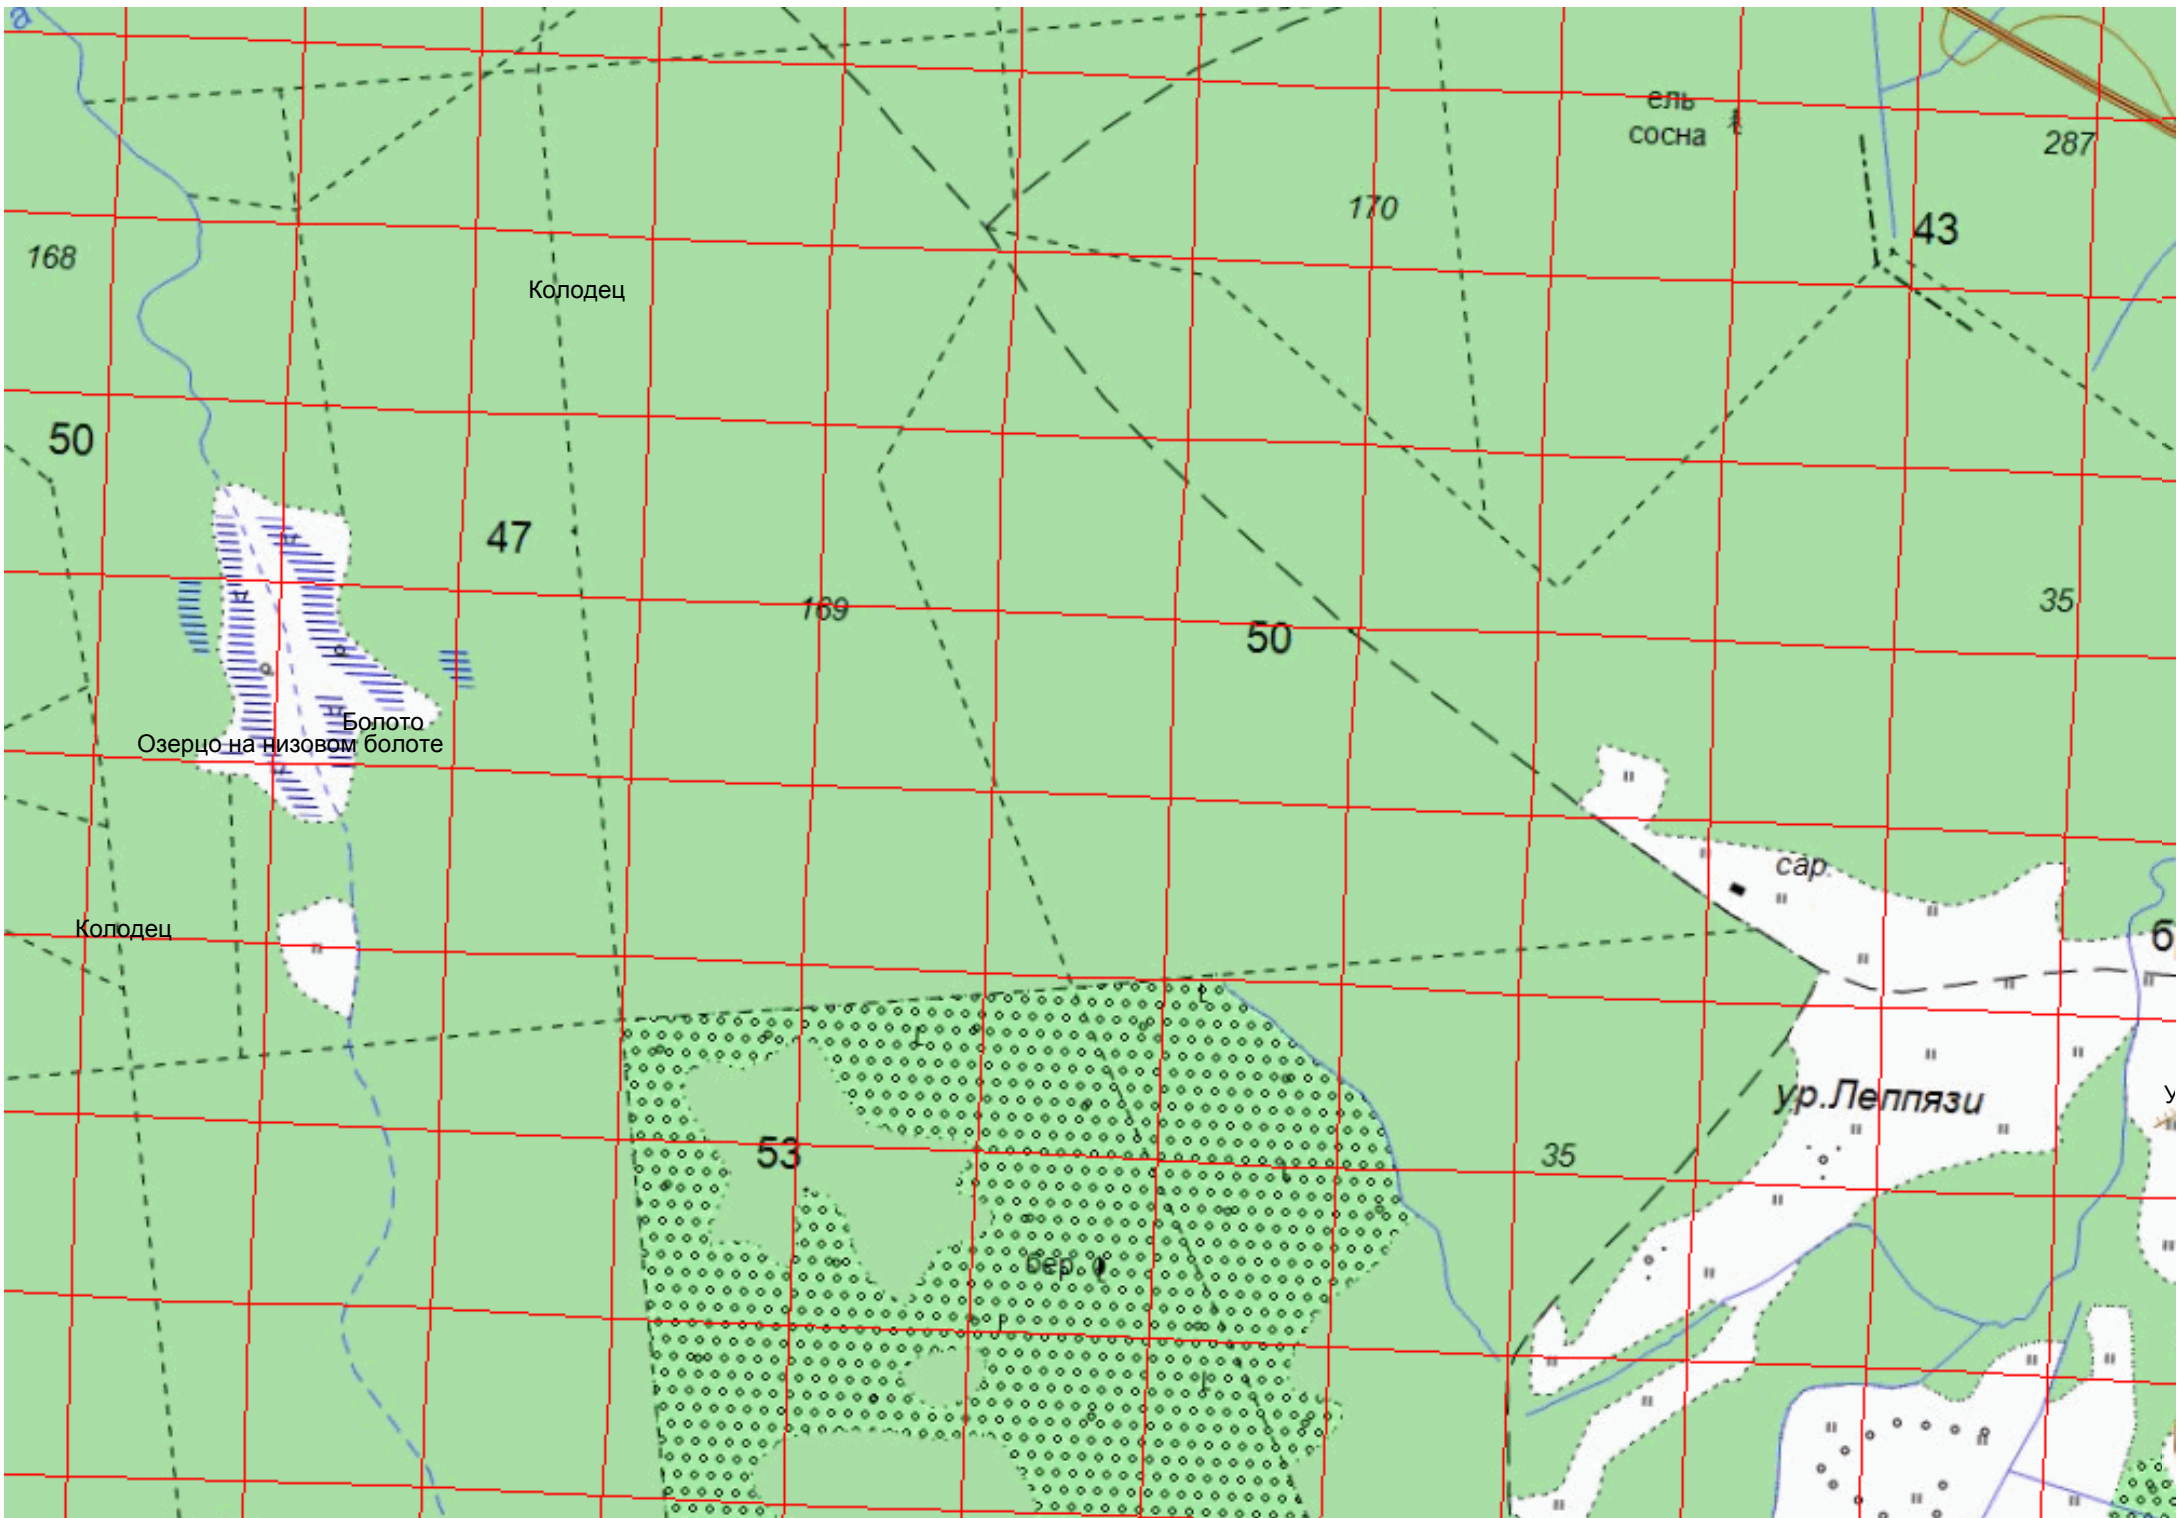 а
ель
сосна
287
170
43
168
Колодец
50
47
169
50
35
Болото
Озерцо на низовом болоте
сар.
Колодец
ур.Леппязи
53
35
бер.